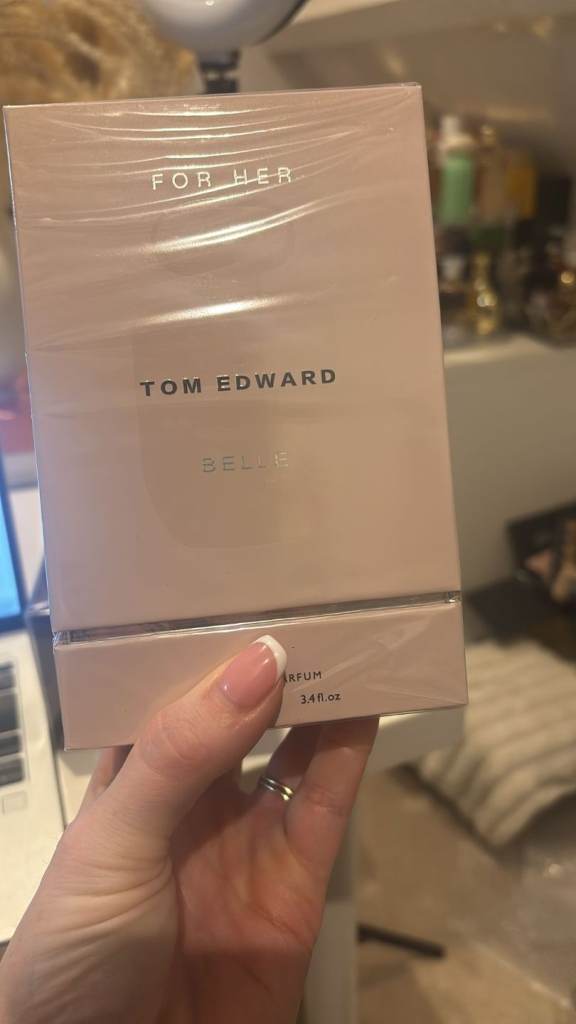 FOR HER
TOM EDWARD
BELLE
3.4 fl.oz